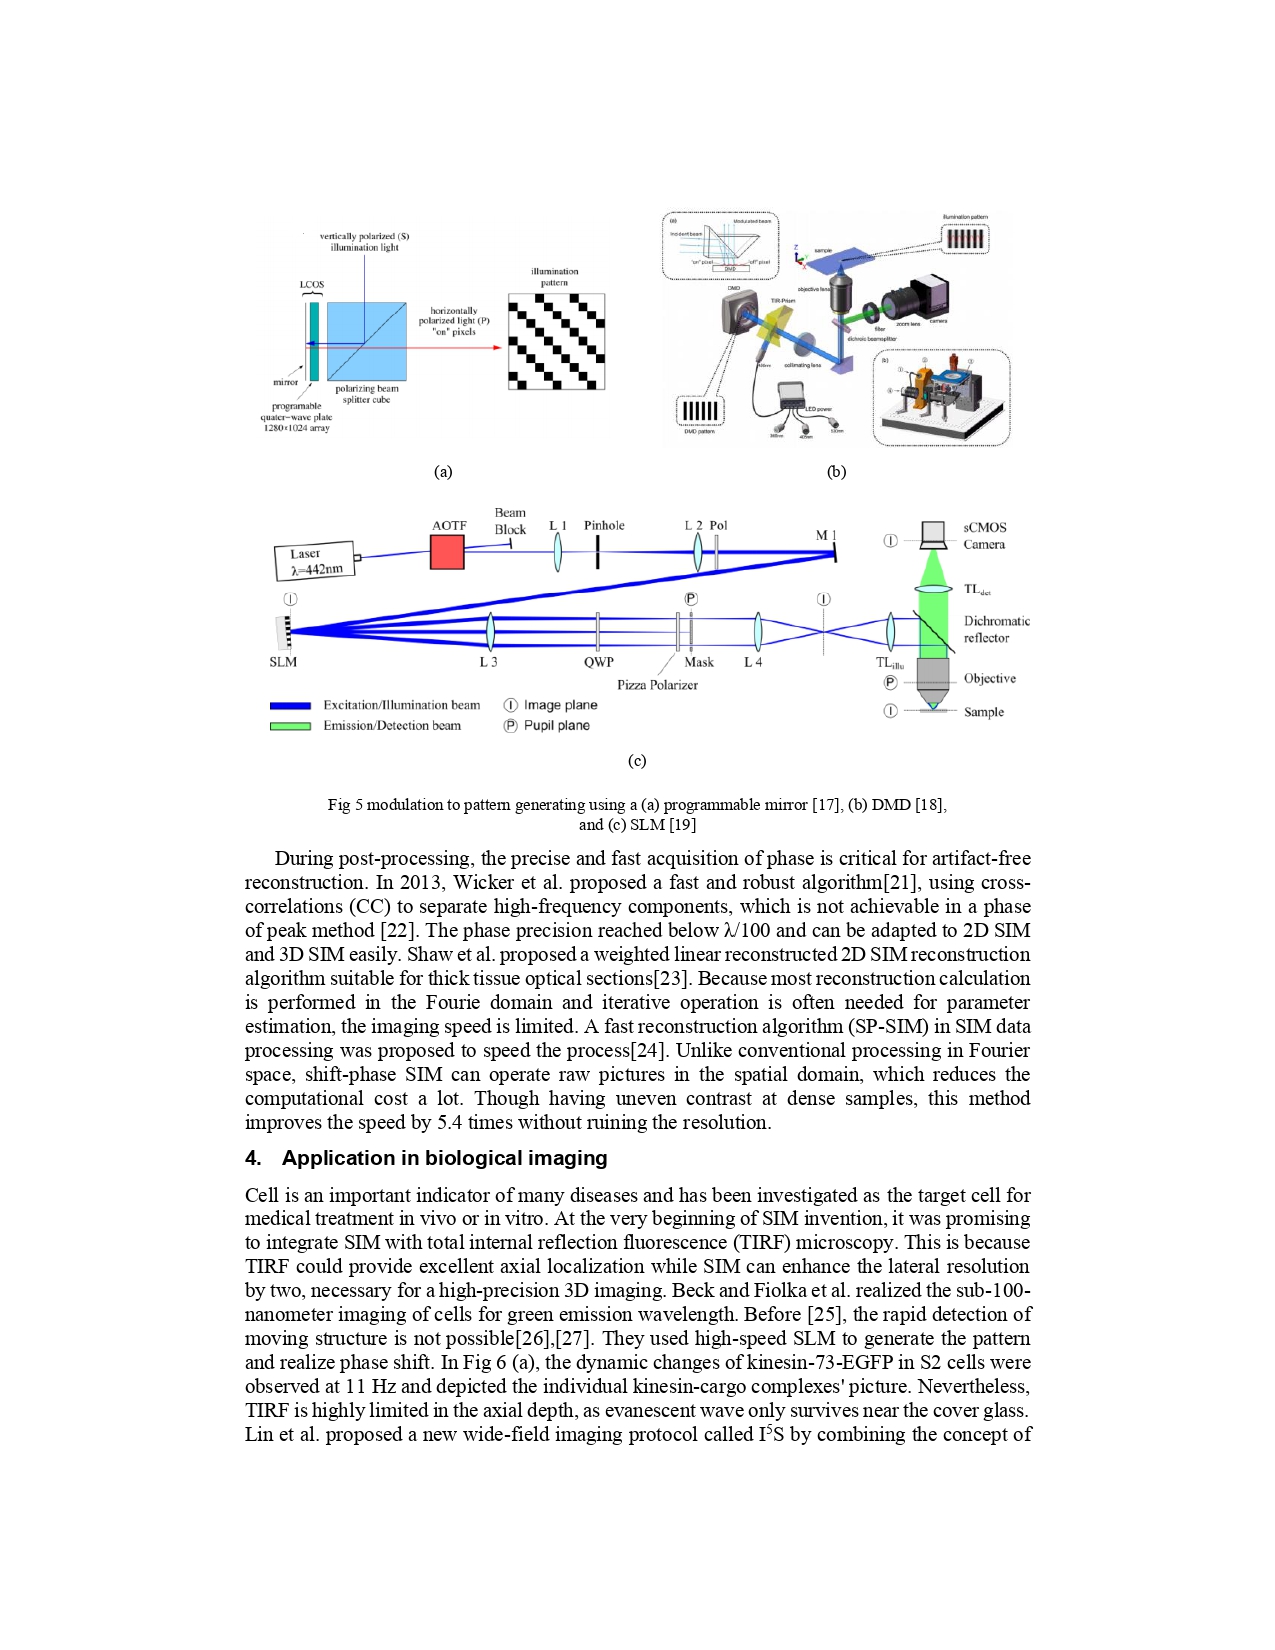 vertically polarized (S)
illumination light
LCOS
illumination
pattern
horizontally
polarized light (P)
"on" pixels
mirror
polarizing beam
splitter cube
programable
quater-wave plate
1280×1024 array
(a)
(a)
Modulated beam
Incident beam
"on" pixel
"off" pixel
DMD
illumination pattern
sample
Z
Y
X
DMD
TIR-Prism
objective lens
filter
zoom lens
camera
dichroic beamsplitter
collimating lens
LED power
DMD pattern
(b)
(b)
Beam
Block
AOTF
L 1
Pinhole
L 2
Pol
M 1
sCMOS
Camera
I
Laser
λ=442nm
TLdet
I
P
I
Dichromatic
reflector
SLM
L 3
QWP
Mask
L 4
TLillu
Pizza Polarizer
P
Objective
I
Sample
Excitation/Illumination beam
I Image plane
Emission/Detection beam
P Pupil plane
(c)
Fig 5 modulation to pattern generating using a (a) programmable mirror [17], (b) DMD [18],
and (c) SLM [19]
During post-processing, the precise and fast acquisition of phase is critical for artifact-free
reconstruction. In 2013, Wicker et al. proposed a fast and robust algorithm[21], using cross-
correlations (CC) to separate high-frequency components, which is not achievable in a phase
of peak method [22]. The phase precision reached below λ/100 and can be adapted to 2D SIM
and 3D SIM easily. Shaw et al. proposed a weighted linear reconstructed 2D SIM reconstruction
algorithm suitable for thick tissue optical sections[23]. Because most reconstruction calculation
is performed in the Fourie domain and iterative operation is often needed for parameter
estimation, the imaging speed is limited. A fast reconstruction algorithm (SP-SIM) in SIM data
processing was proposed to speed the process[24]. Unlike conventional processing in Fourier
space, shift-phase SIM can operate raw pictures in the spatial domain, which reduces the
computational cost a lot. Though having uneven contrast at dense samples, this method
improves the speed by 5.4 times without ruining the resolution.
4. Application in biological imaging
Cell is an important indicator of many diseases and has been investigated as the target cell for
medical treatment in vivo or in vitro. At the very beginning of SIM invention, it was promising
to integrate SIM with total internal reflection fluorescence (TIRF) microscopy. This is because
TIRF could provide excellent axial localization while SIM can enhance the lateral resolution
by two, necessary for a high-precision 3D imaging. Beck and Fiolka et al. realized the sub-100-
nanometer imaging of cells for green emission wavelength. Before [25], the rapid detection of
moving structure is not possible[26],[27]. They used high-speed SLM to generate the pattern
and realize phase shift. In Fig 6 (a), the dynamic changes of kinesin-73-EGFP in S2 cells were
observed at 11 Hz and depicted the individual kinesin-cargo complexes' picture. Nevertheless,
TIRF is highly limited in the axial depth, as evanescent wave only survives near the cover glass.
Lin et al. proposed a new wide-field imaging protocol called I⁵S by combining the concept of